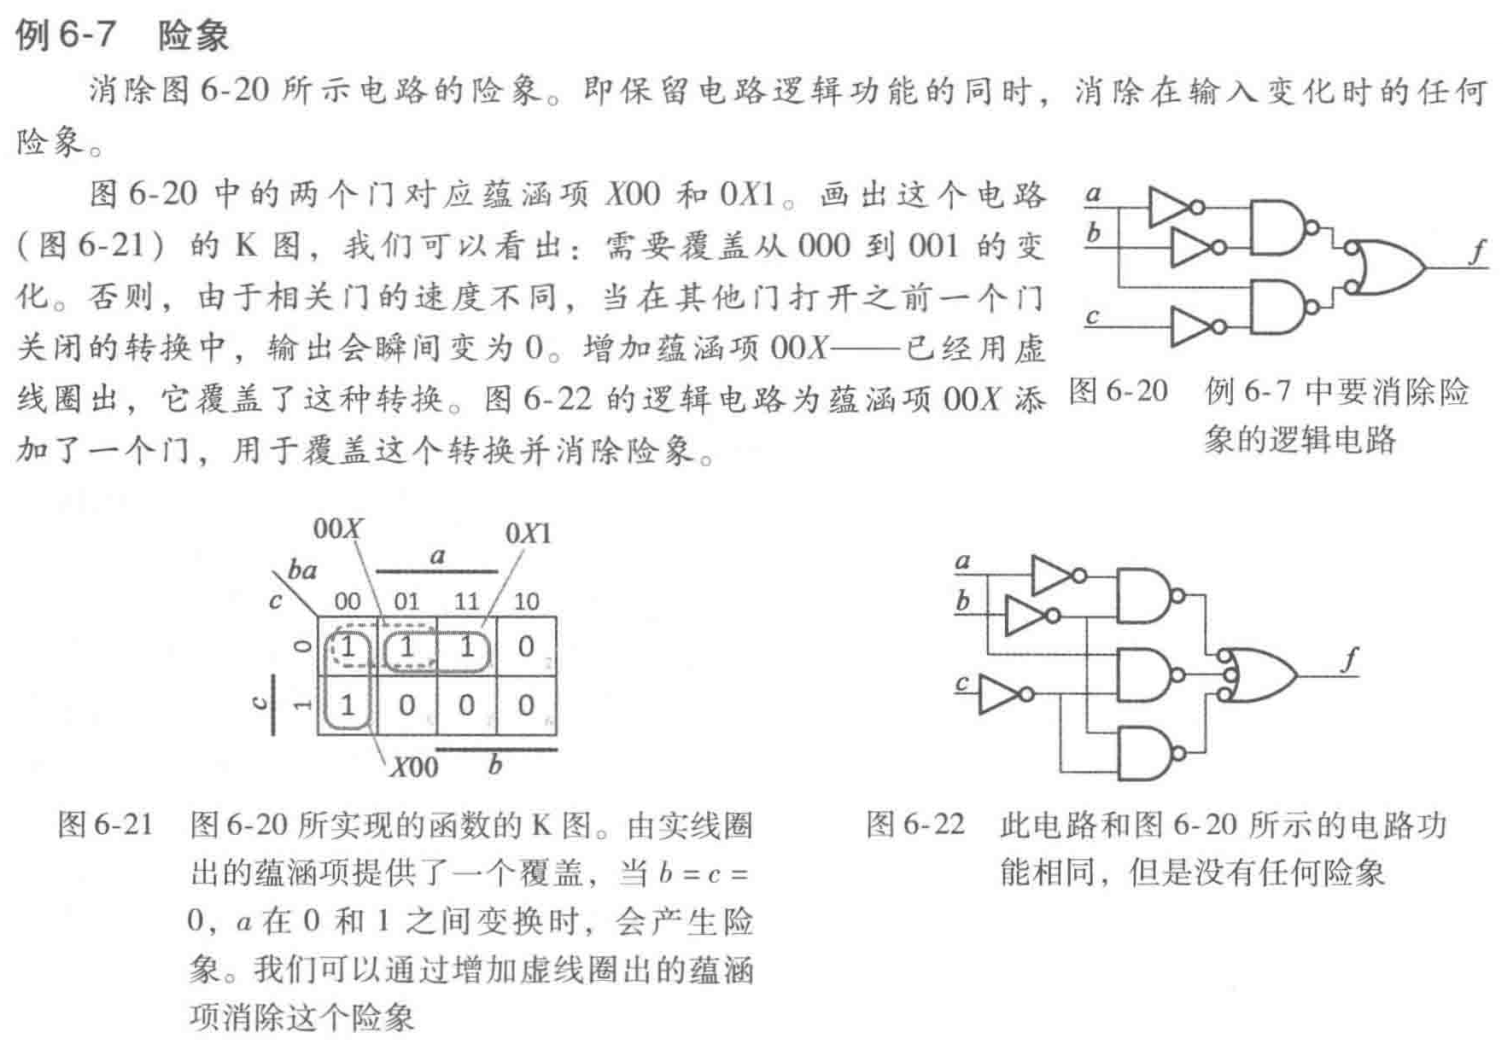 例 6-7 险象
消除图 6-20 所示电路的险象。即保留电路逻辑功能的同时，消除在输入变化时的任何
险象。
图 6-20 中的两个门对应蕴涵项 X00 和 0X1。画出这个电路
（图 6-21）的 K 图，我们可以看出：需要覆盖从 000 到 001 的变
化。否则，由于相关门的速度不同，当在其他门打开之前一个门
关闭的转换中，输出会瞬间变为 0。增加蕴涵项 00X——已经用虚
线圈出，它覆盖了这种转换。图 6-22 的逻辑电路为蕴涵项 00X 添
加了一个门，用于覆盖这个转换并消除险象。
a
b
c
f
图 6-20 例 6-7 中要消除险
象的逻辑电路
00X
0X1
a
ba
c
00 01 11 10
0 1 1 1 0
c 1 1 0 0 0
X00
b
图 6-21 图 6-20 所实现的函数的 K 图。由实线圈
出的蕴涵项提供了一个覆盖，当 b = c =
0，a 在 0 和 1 之间变换时，会产生险
象。我们可以通过增加虚线圈出的蕴涵
项消除这个险象
a
b
c
f
图 6-22 此电路和图 6-20 所示的电路功
能相同，但是没有任何险象